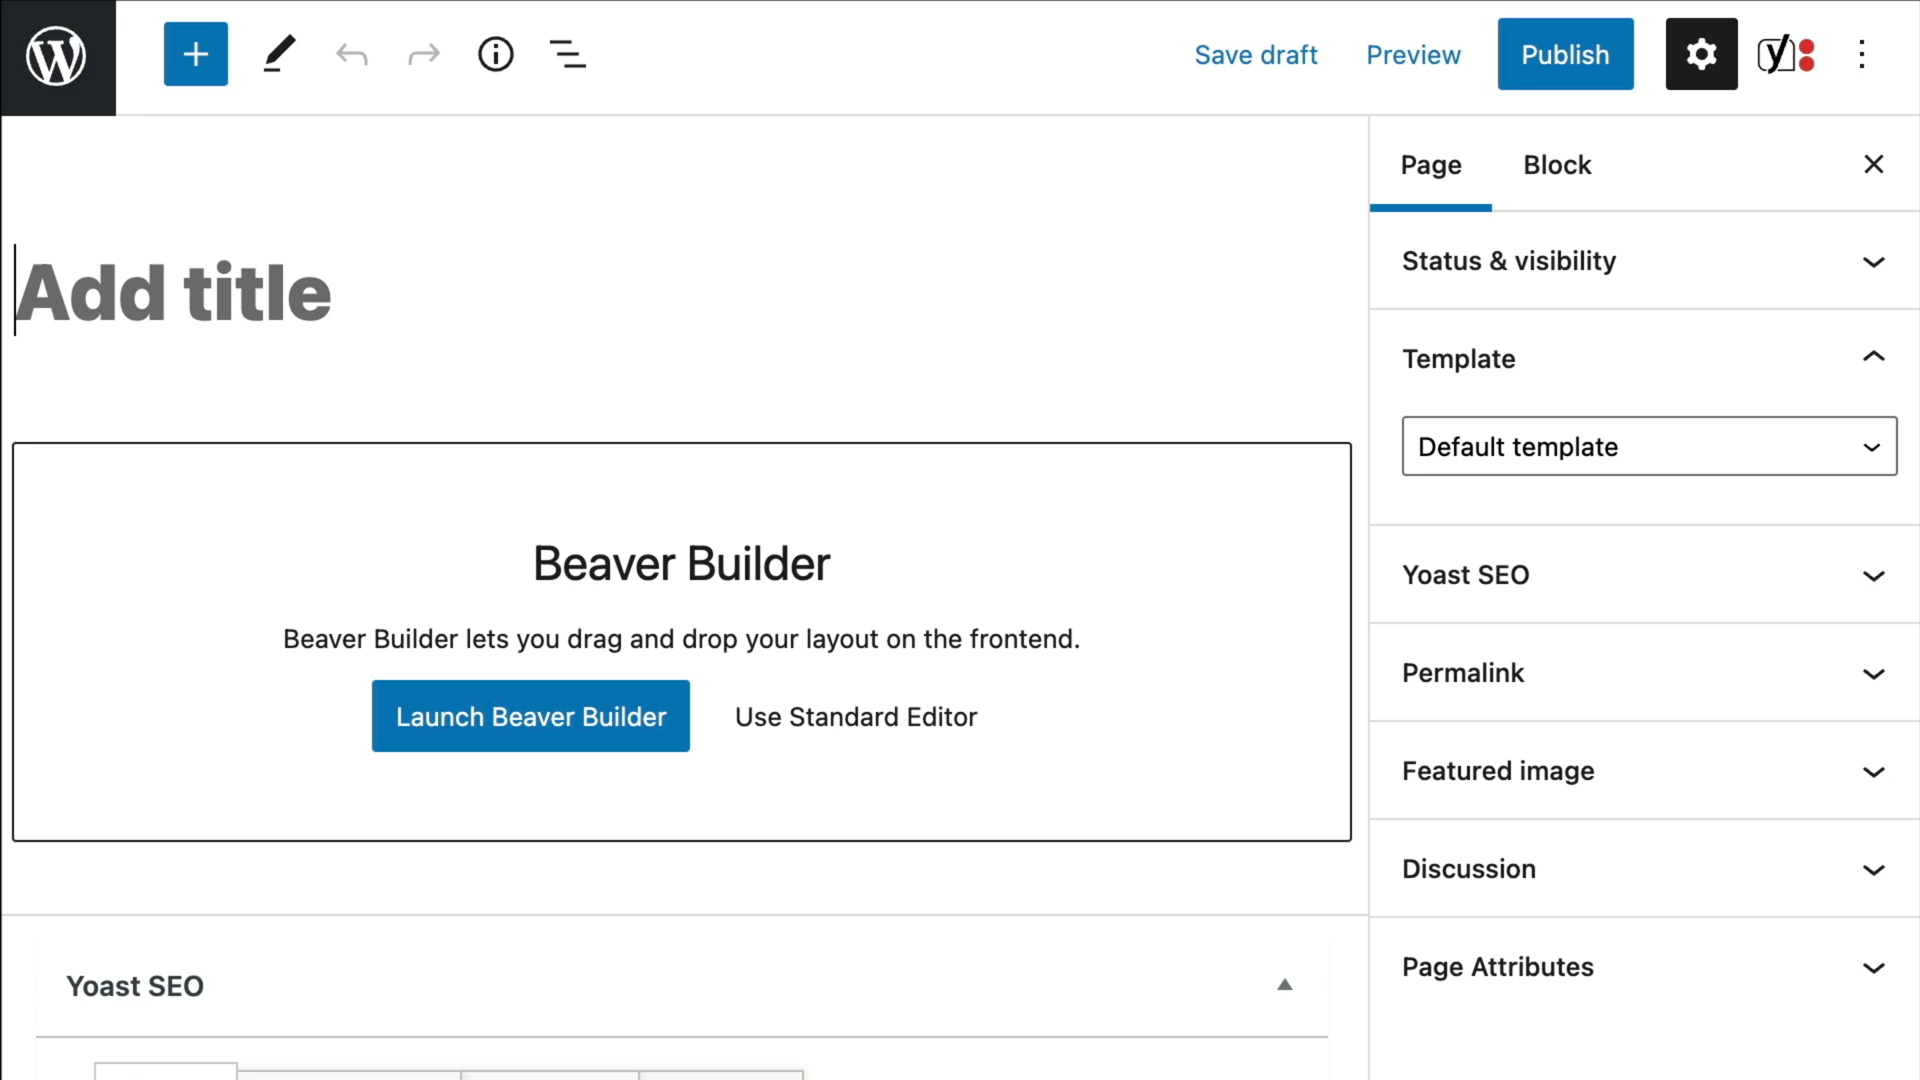 Save draft Preview Publish
Page Block
Add title
Status & visibility
Template
Default template
Beaver Builder
Beaver Builder lets you drag and drop your layout on the frontend.
Launch Beaver Builder Use Standard Editor
Yoast SEO
Permalink
Featured image
Discussion
Page Attributes
Yoast SEO